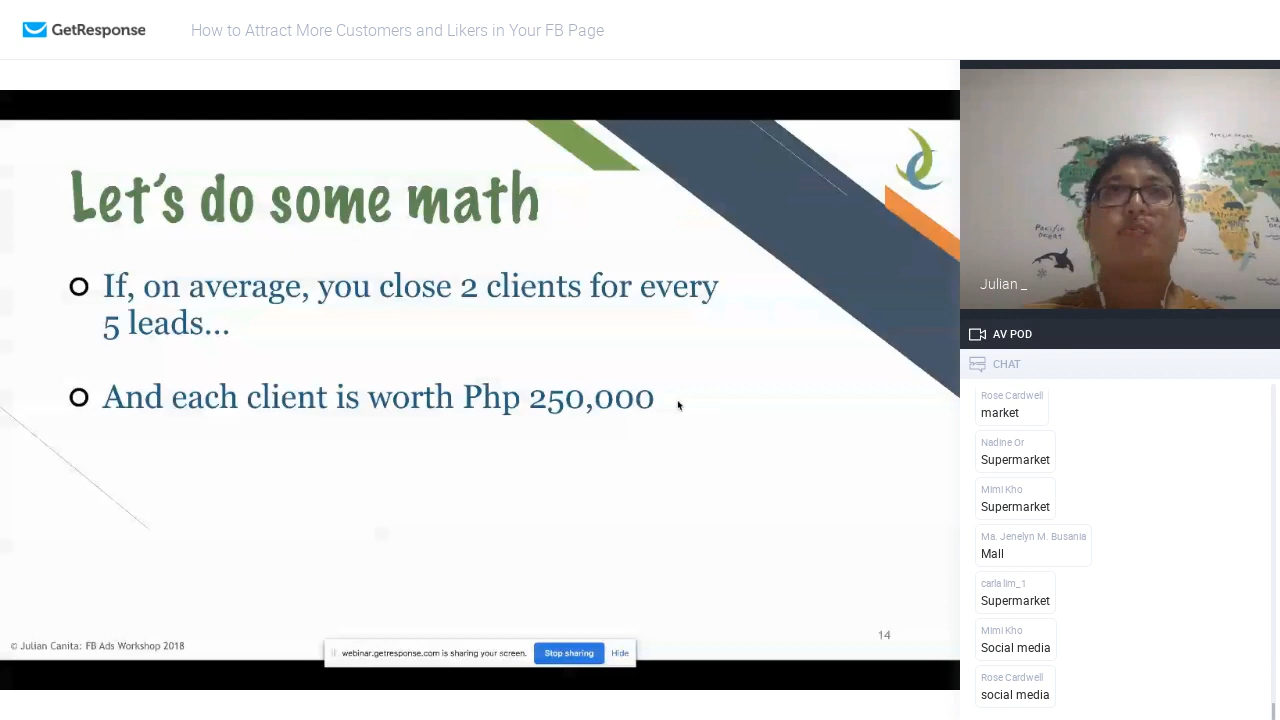 GetResponse
How to Attract More Customers and Likers in Your FB Page
Let's do some math
If, on average, you close 2 clients for every
5 leads...
And each client is worth Php 250,000
14
© Julian Canita: FB Ads Workshop 2018
webinar.getresponse.com is sharing your screen.
Stop sharing
Hide
Julian _
AV POD
CHAT
Rose Cardwell
market
Nadine Or
Supermarket
Mimi Kho
Supermarket
Ma. Jenelyn M. Busania
Mall
carla lim_1
Supermarket
Mimi Kho
Social media
Rose Cardwell
social media